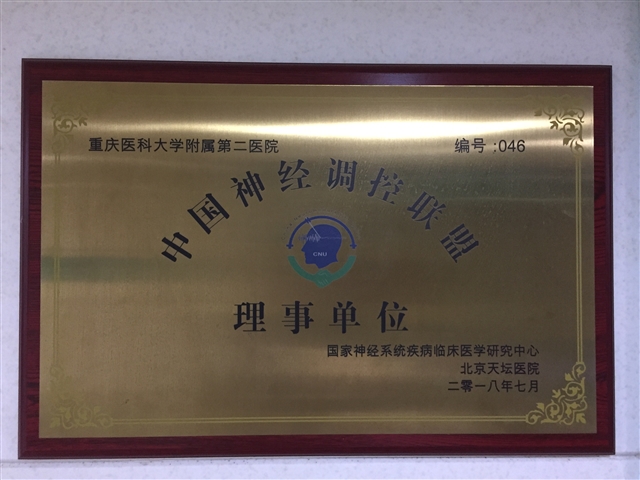 重庆医科大学附属第二医院
编号:046
中国神经调控联盟
CNU
理事单位
国家神经系统疾病临床医学研究中心
北京天坛医院
二零一八年七月